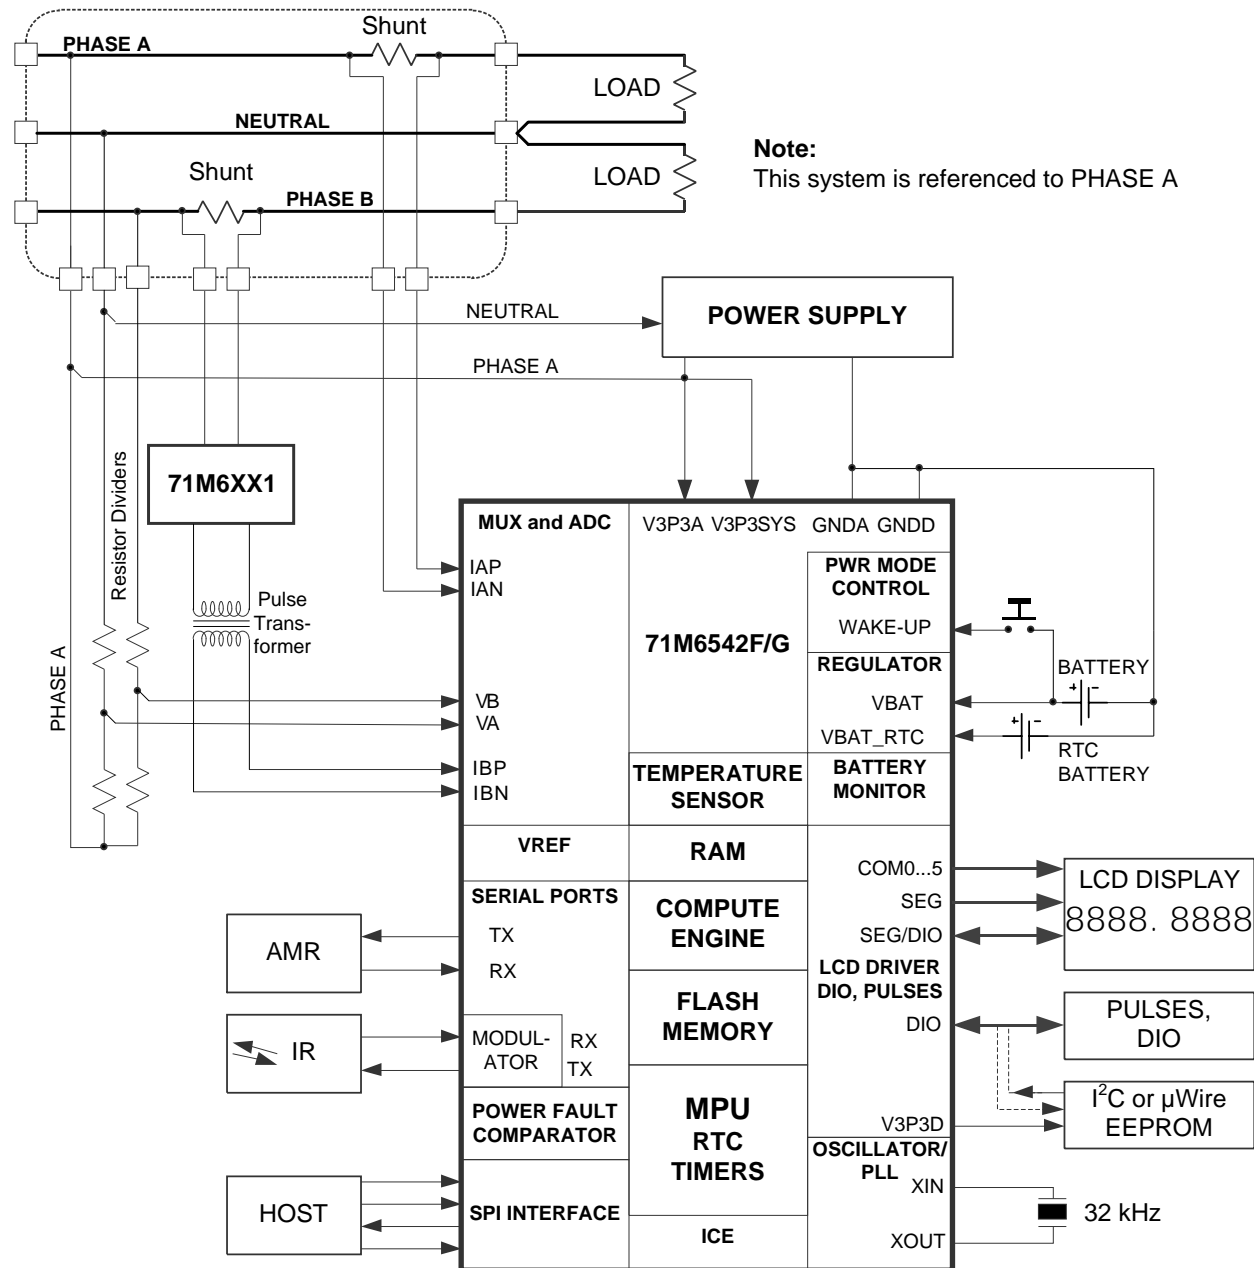 Shunt
PHASE A
LOAD
NEUTRAL
Note:
This system is referenced to PHASE A
Shunt
LOAD
PHASE B
NEUTRAL
POWER SUPPLY
PHASE A
71M6XX1
Resistor Dividers
PHASE A
Pulse
Trans-
former
MUX and ADC
V3P3A V3P3SYS GNDA GNDD
IAP
IAN
PWR MODE
CONTROL
WAKE-UP
71M6542F/G
REGULATOR
BATTERY
+ -
VB
VA
VBAT
VBAT_RTC
+ -
RTC
BATTERY
IBP
IBN
TEMPERATURE
SENSOR
BATTERY
MONITOR
VREF
RAM
COM0...5
LCD DISPLAY
8888. 8888
SERIAL PORTS
COMPUTE
ENGINE
SEG
SEG/DIO
AMR
TX
RX
LCD DRIVER
DIO, PULSES
FLASH
MEMORY
DIO
PULSES,
DIO
IR
MODUL-
ATOR
RX
TX
I²C or µWire
EEPROM
MPU
RTC
TIMERS
POWER FAULT
COMPARATOR
V3P3D
OSCILLATOR/
PLL
HOST
SPI INTERFACE
XIN
32 kHz
ICE
XOUT